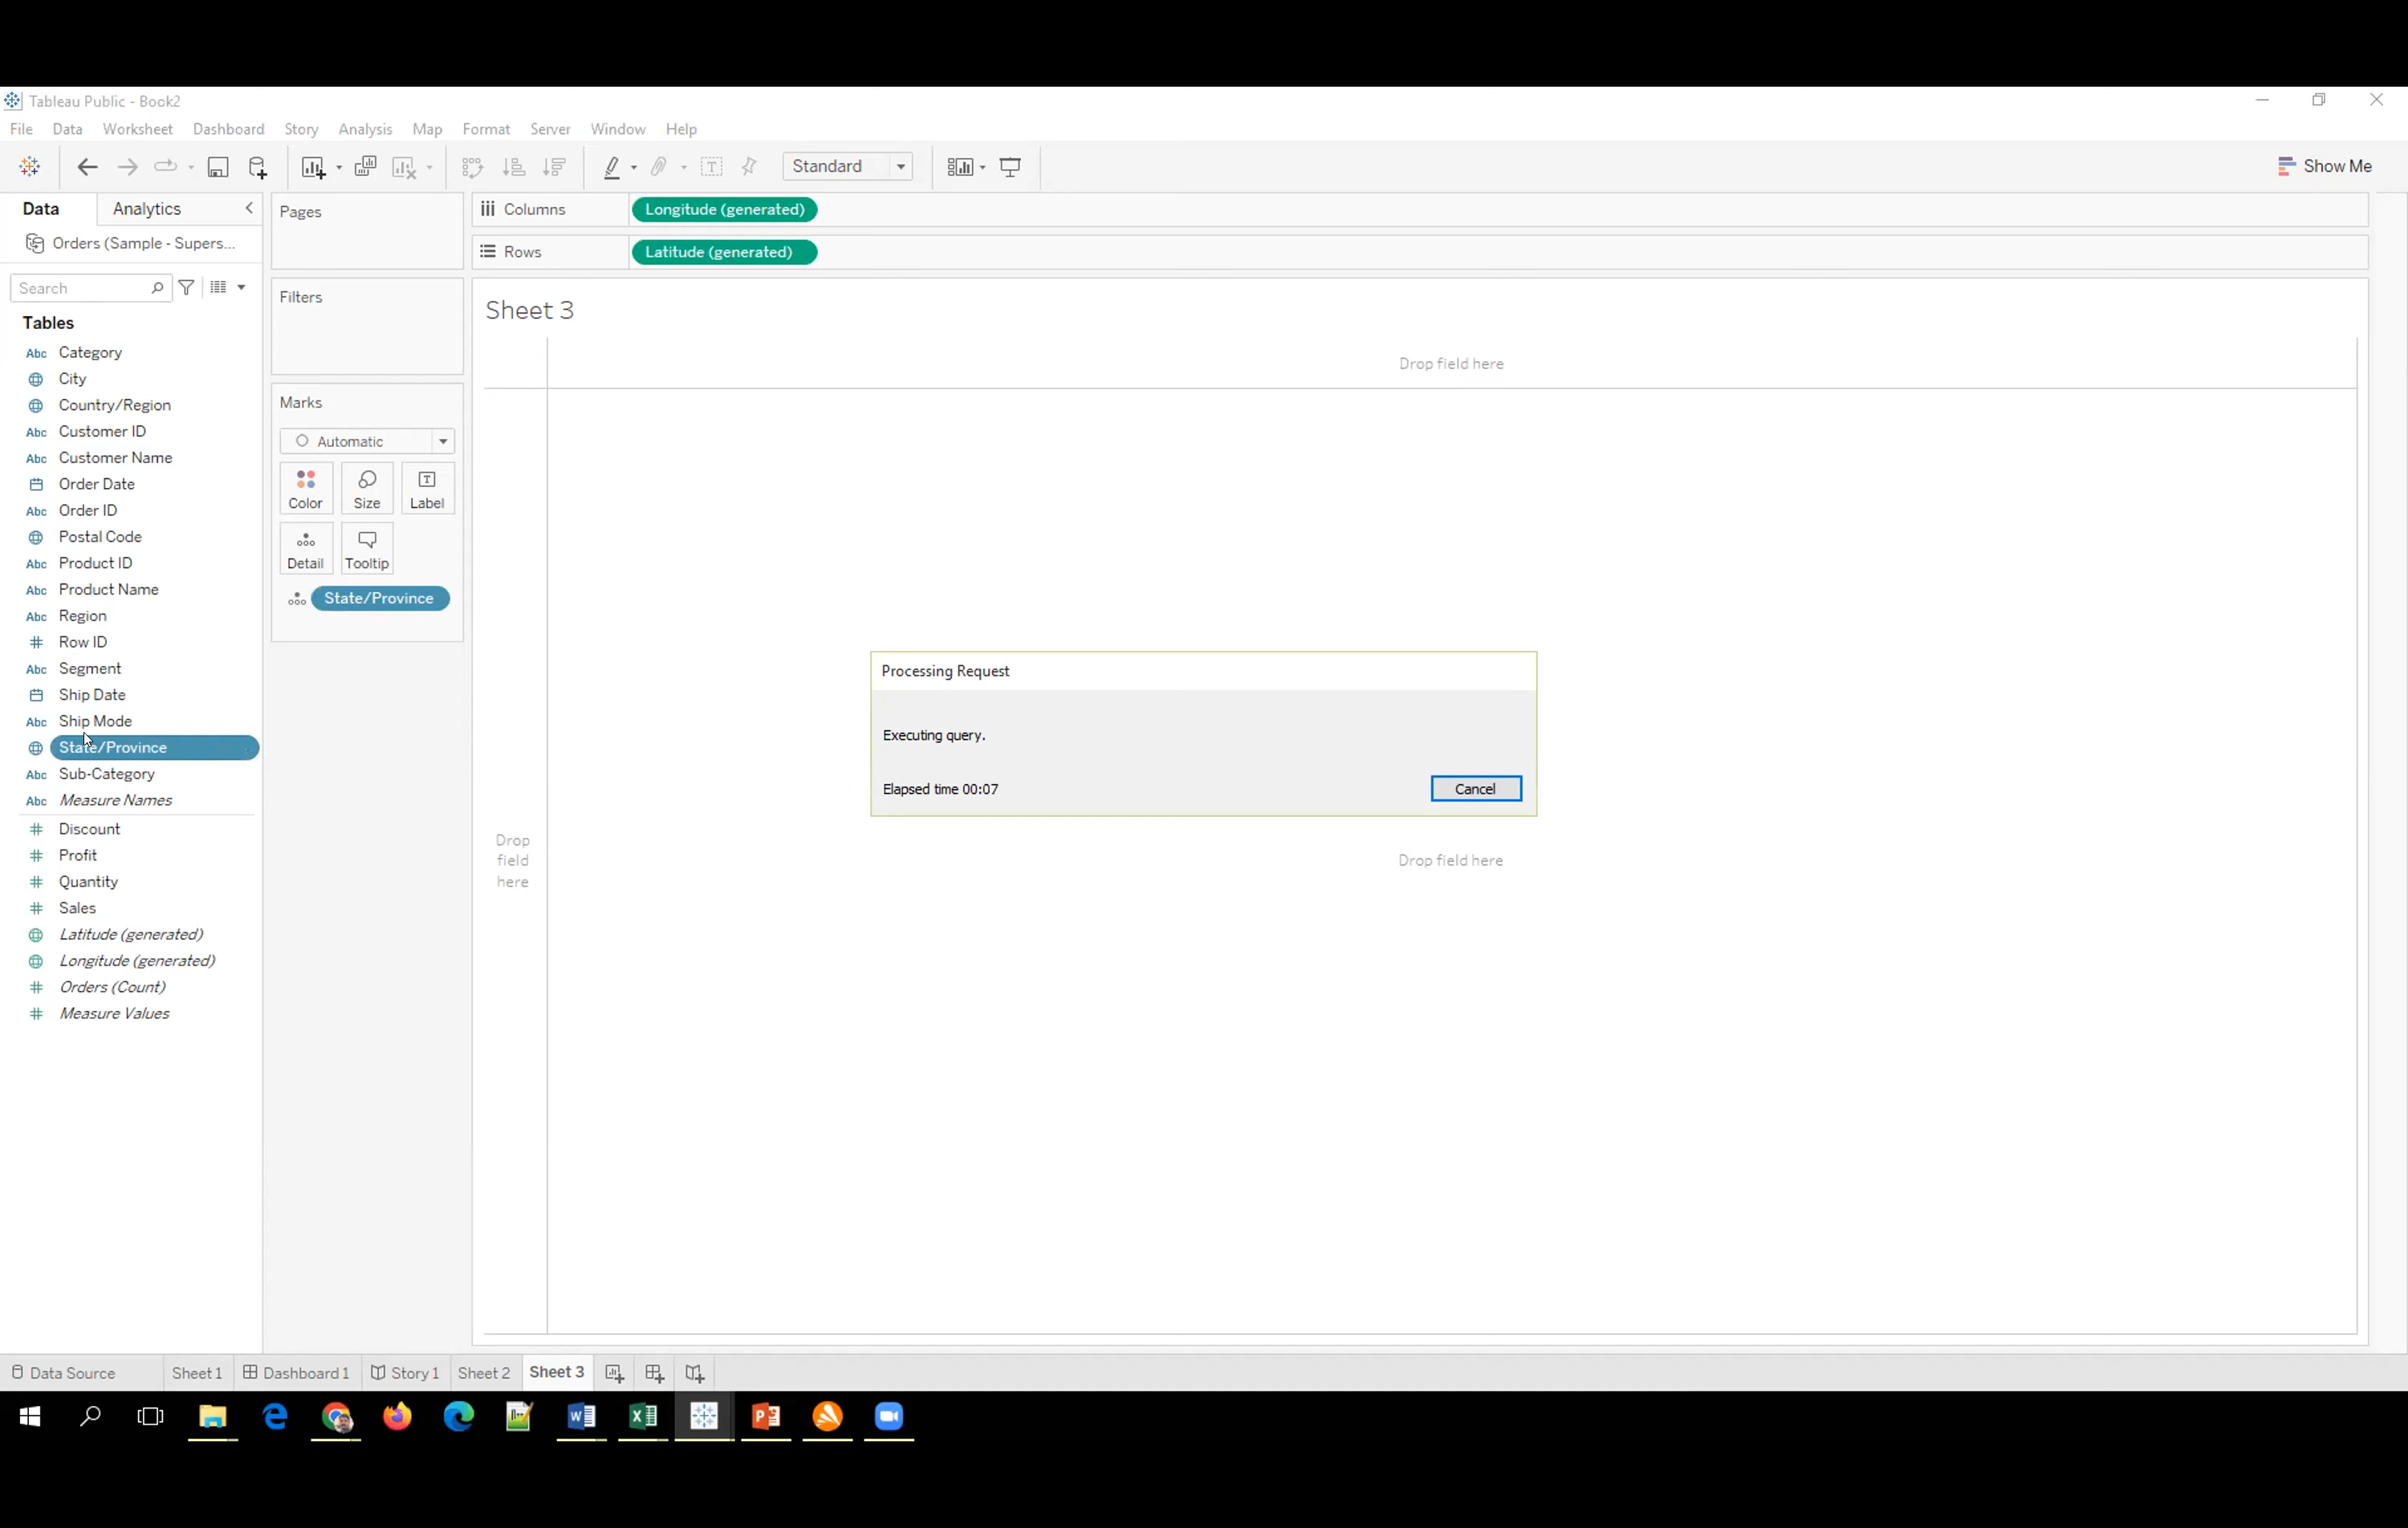 Tableau Public - Book2
File Data Worksheet Dashboard Story Analysis Map Format Server Window Help
Standard
Show Me
Data Analytics
Orders (Sample - Supers...
Search
Tables
Abc Category
City
Country/Region
Abc Customer ID
Abc Customer Name
Order Date
Abc Order ID
Postal Code
Abc Product ID
Abc Product Name
Abc Region
# Row ID
Abc Segment
Ship Date
Abc Ship Mode
State/Province
Abc Sub-Category
Abc Measure Names
# Discount
# Profit
# Quantity
# Sales
Latitude (generated)
Longitude (generated)
# Orders (Count)
# Measure Values
Pages
Filters
Marks
Automatic
Color Size Label
Detail Tooltip
State/Province
Columns Longitude (generated)
Rows Latitude (generated)
Sheet 3
Drop field here
Processing Request
Executing query.
Elapsed time 00:07 Cancel
Drop
field
here
Drop field here
Data Source Sheet 1 Dashboard 1 Story 1 Sheet 2 Sheet 3